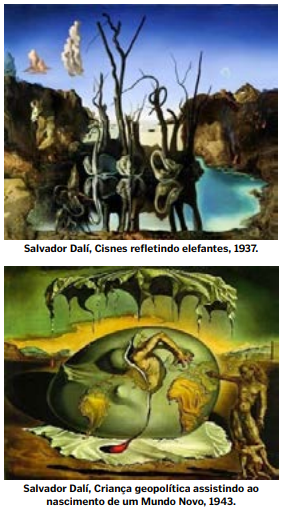 Salvador Dalí, Cisnes refletindo elefantes, 1937.
Salvador Dalí, Criança geopolítica assistindo ao
nascimento de um Mundo Novo, 1943.